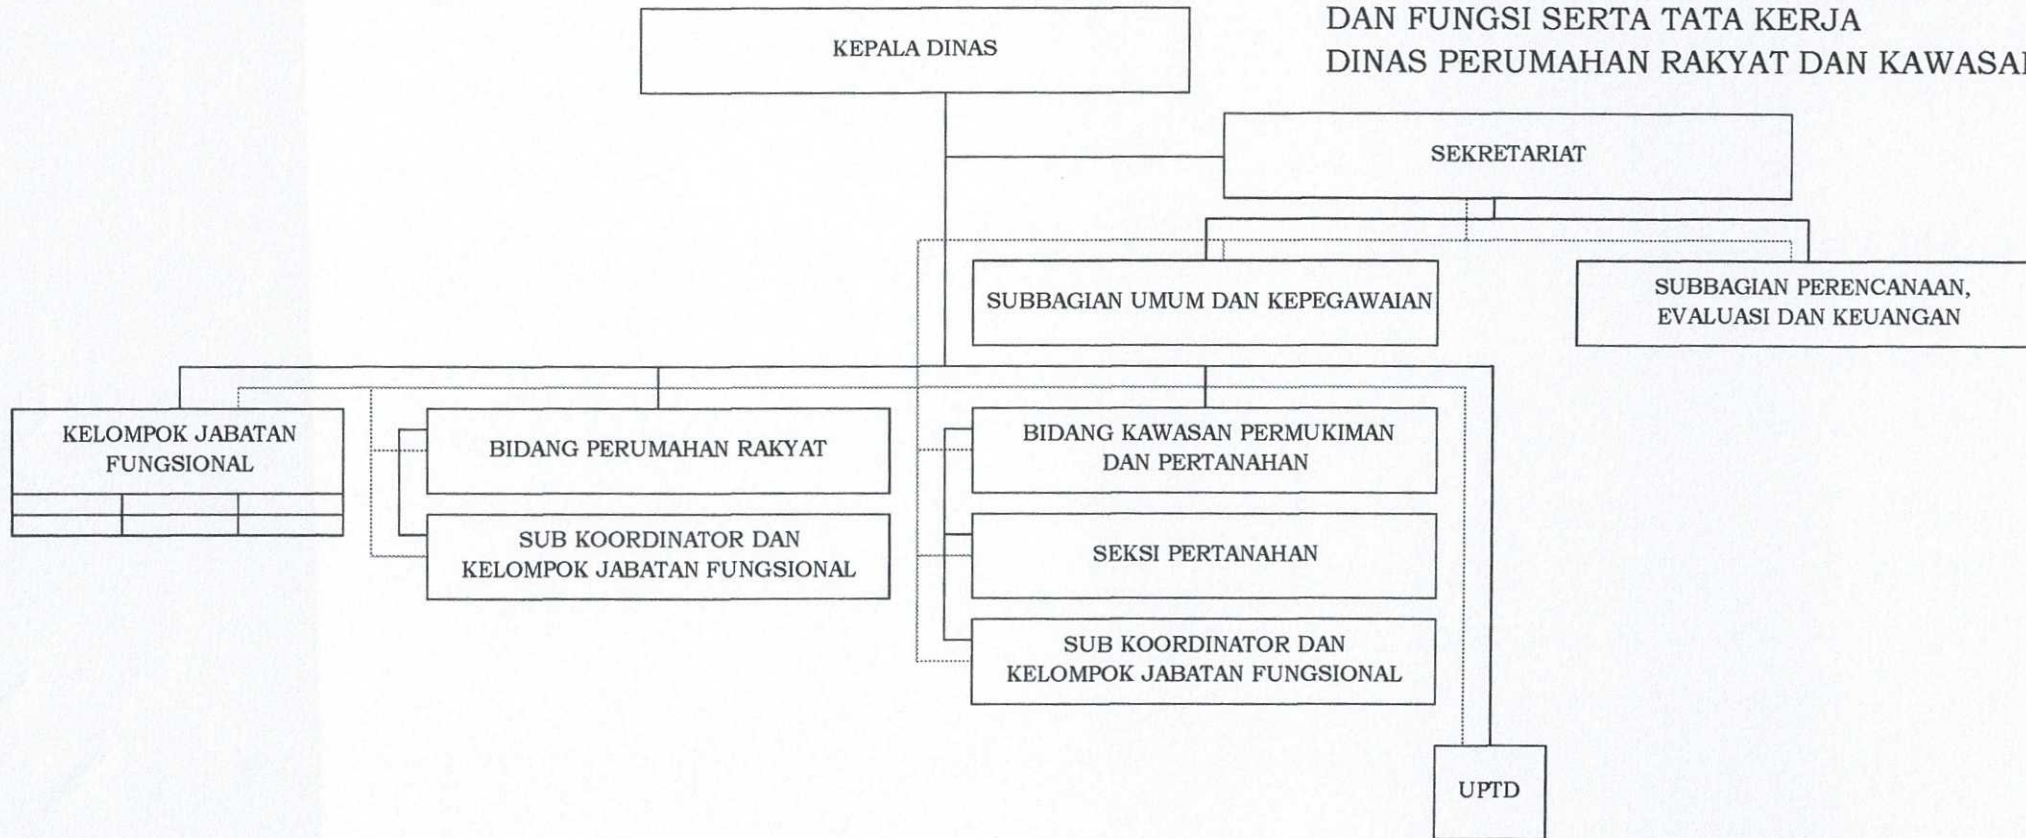 DAN FUNGSI SERTA TATA KERJA
DINAS PERUMAHAN RAKYAT DAN KAWASAN
KEPALA DINAS
SEKRETARIAT
SUBBAGIAN UMUM DAN KEPEGAWAIAN
SUBBAGIAN PERENCANAAN,
EVALUASI DAN KEUANGAN
KELOMPOK JABATAN
FUNGSIONAL
BIDANG PERUMAHAN RAKYAT
SUB KOORDINATOR DAN
KELOMPOK JABATAN FUNGSIONAL
BIDANG KAWASAN PERMUKIMAN
DAN PERTANAHAN
SEKSI PERTANAHAN
SUB KOORDINATOR DAN
KELOMPOK JABATAN FUNGSIONAL
UPTD